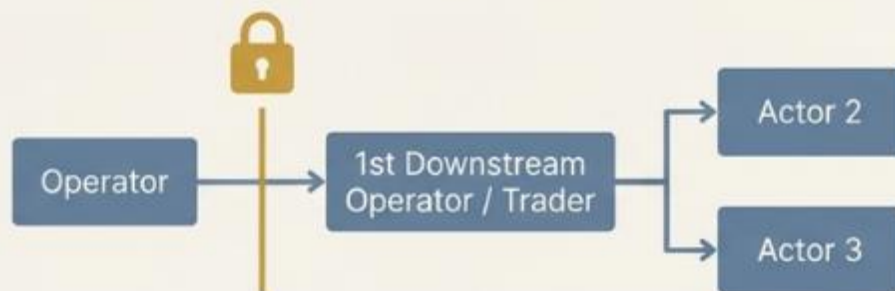 Operator
1st Downstream
Operator / Trader
Actor 2
Actor 3